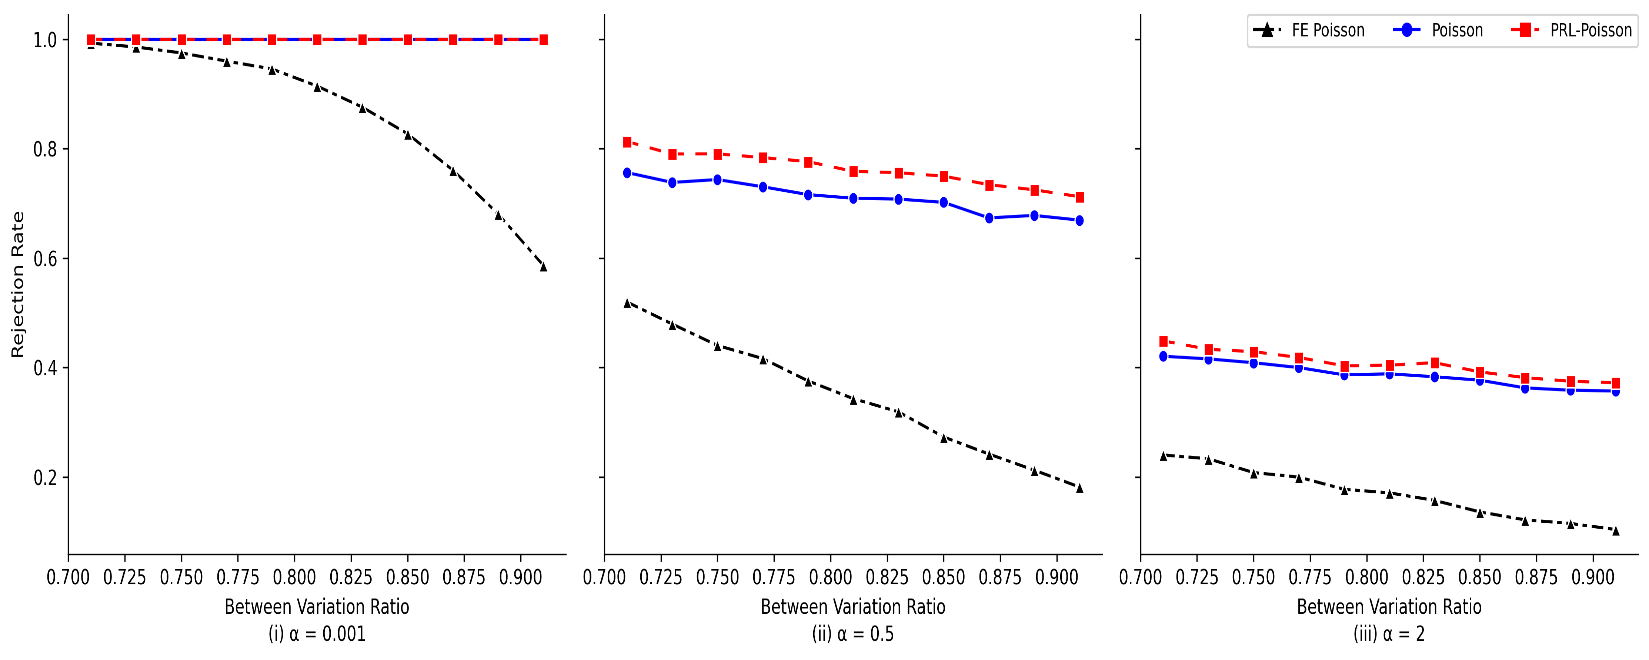 FE Poisson Poisson PRL-Poisson
Rejection Rate
1.0
0.8
0.6
0.4
0.2
0.700 0.725 0.750 0.775 0.800 0.825 0.850 0.875 0.900
Between Variation Ratio
(i) α = 0.001
0.700 0.725 0.750 0.775 0.800 0.825 0.850 0.875 0.900
Between Variation Ratio
(ii) α = 0.5
0.700 0.725 0.750 0.775 0.800 0.825 0.850 0.875 0.900
Between Variation Ratio
(iii) α = 2